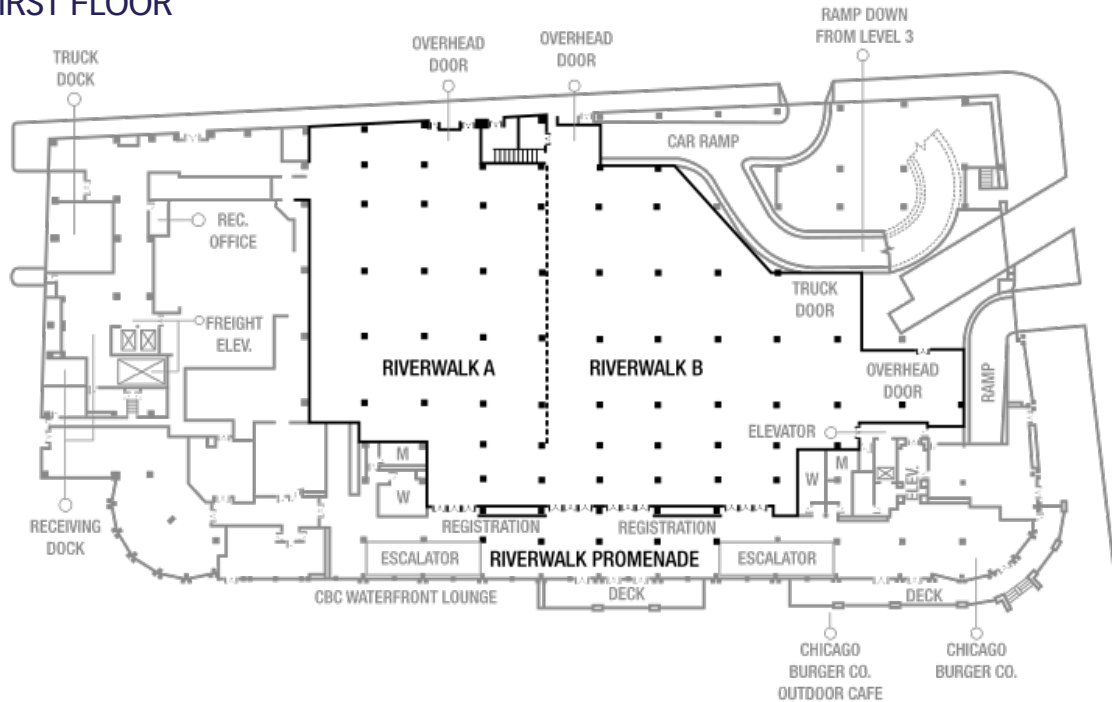 FIRST FLOOR
RAMP DOWN
FROM LEVEL 3
OVERHEAD
DOOR
OVERHEAD
DOOR
TRUCK
DOCK
CAR RAMP
REC.
OFFICE
TRUCK
DOOR
FREIGHT
ELEV.
RIVERWALK A
RIVERWALK B
OVERHEAD
DOOR
RAMP
ELEVATOR
M
W
M
W
ELEV.
RECEIVING
DOCK
REGISTRATION
REGISTRATION
ESCALATOR
RIVERWALK PROMENADE
ESCALATOR
CBC WATERFRONT LOUNGE
DECK
DECK
CHICAGO
BURGER CO.
OUTDOOR CAFE
CHICAGO
BURGER CO.